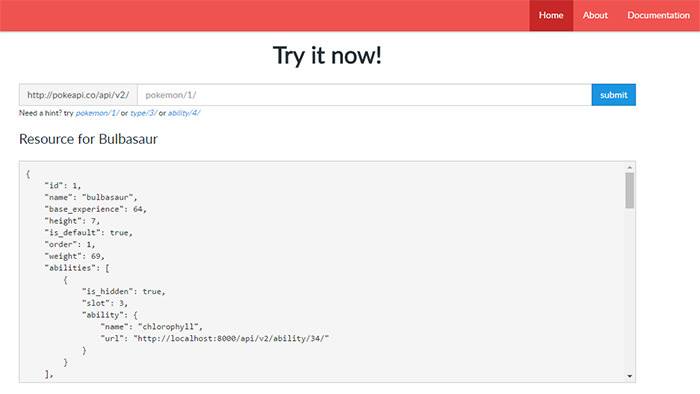 Home About Documentation
Try it now!
http://pokeapi.co/api/v2/ pokemon/1/ submit
Need a hint? try pokemon/1/ or type/3/ or ability/4/
Resource for Bulbasaur
{
    "id": 1,
    "name": "bulbasaur",
    "base_experience": 64,
    "height": 7,
    "is_default": true,
    "order": 1,
    "weight": 69,
    "abilities": [
        {
            "is_hidden": true,
            "slot": 3,
            "ability": {
                "name": "chlorophyll",
                "url": "http://localhost:8000/api/v2/ability/34/"
            }
        }
    ],